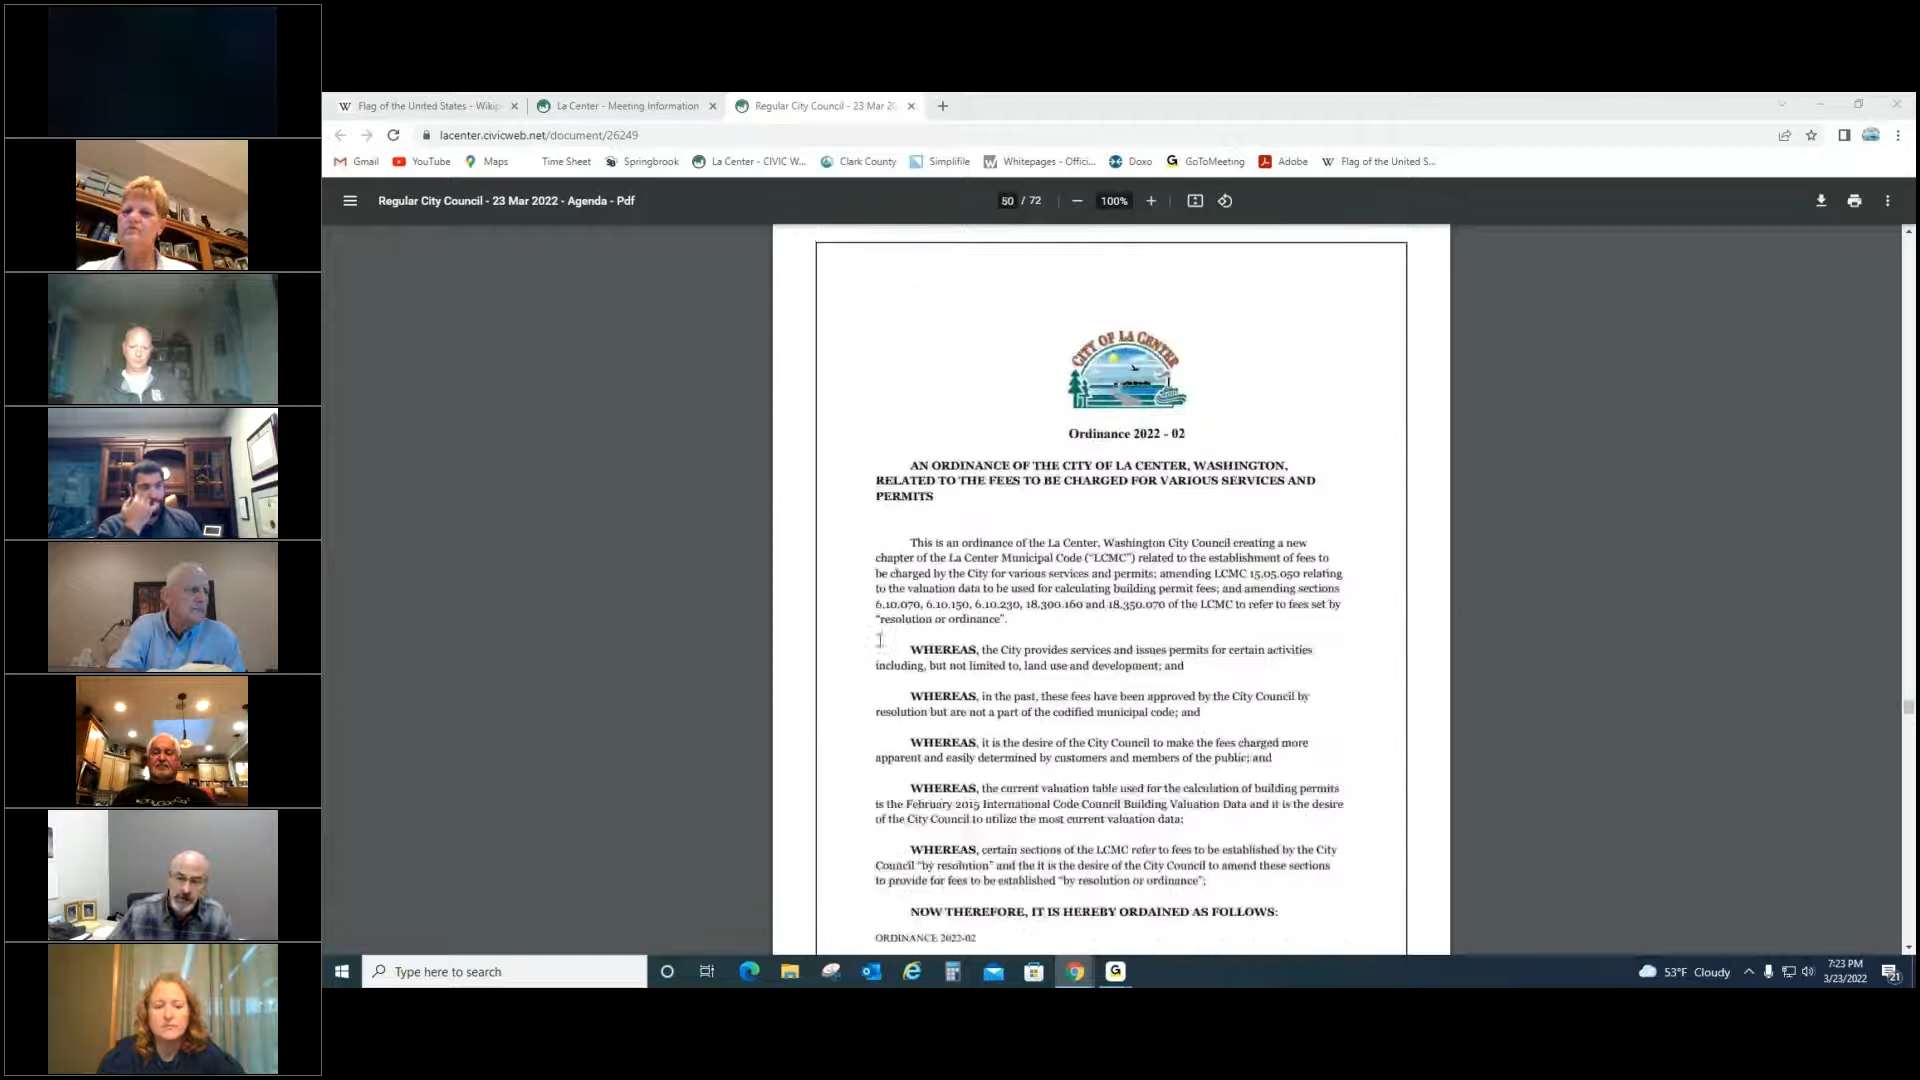 Flag of the United States - Wikip
La Center - Meeting Information
Regular City Council - 23 Mar 20
lacenter.civicweb.net/document/26249
Gmail
YouTube
Maps
Time Sheet
Springbrook
La Center - CIVIC W...
Clark County
Simplifile
Whitepages - Offici...
Doxo
GoToMeeting
Adobe
Flag of the United S...
Regular City Council - 23 Mar 2022 - Agenda - Pdf
50 / 72
100%
CITY OF LA CENTER
Ordinance 2022 - 02
AN ORDINANCE OF THE CITY OF LA CENTER, WASHINGTON,
RELATED TO THE FEES TO BE CHARGED FOR VARIOUS SERVICES AND
PERMITS
This is an ordinance of the La Center, Washington City Council creating a new
chapter of the La Center Municipal Code (“LCMC”) related to the establishment of fees to
be charged by the City for various services and permits; amending LCMC 15.05.050 relating
to the valuation data to be used for calculating building permit fees; and amending sections
6.10.070, 6.10.150, 6.10.230, 18.300.160 and 18.350.070 of the LCMC to refer to fees set by
“resolution or ordinance”.
WHEREAS, the City provides services and issues permits for certain activities
including, but not limited to, land use and development; and
WHEREAS, in the past, these fees have been approved by the City Council by
resolution but are not a part of the codified municipal code; and
WHEREAS, it is the desire of the City Council to make the fees charged more
apparent and easily determined by customers and members of the public; and
WHEREAS, the current valuation table used for the calculation of building permits
is the February 2015 International Code Council Building Valuation Data and it is the desire
of the City Council to utilize the most current valuation data;
WHEREAS, certain sections of the LCMC refer to fees to be established by the City
Council “by resolution” and the it is the desire of the City Council to amend these sections
to provide for fees to be established “by resolution or ordinance”;
NOW THEREFORE, IT IS HEREBY ORDAINED AS FOLLOWS:
ORDINANCE 2022-02
Type here to search
53°F Cloudy
7:23 PM
3/23/2022
21